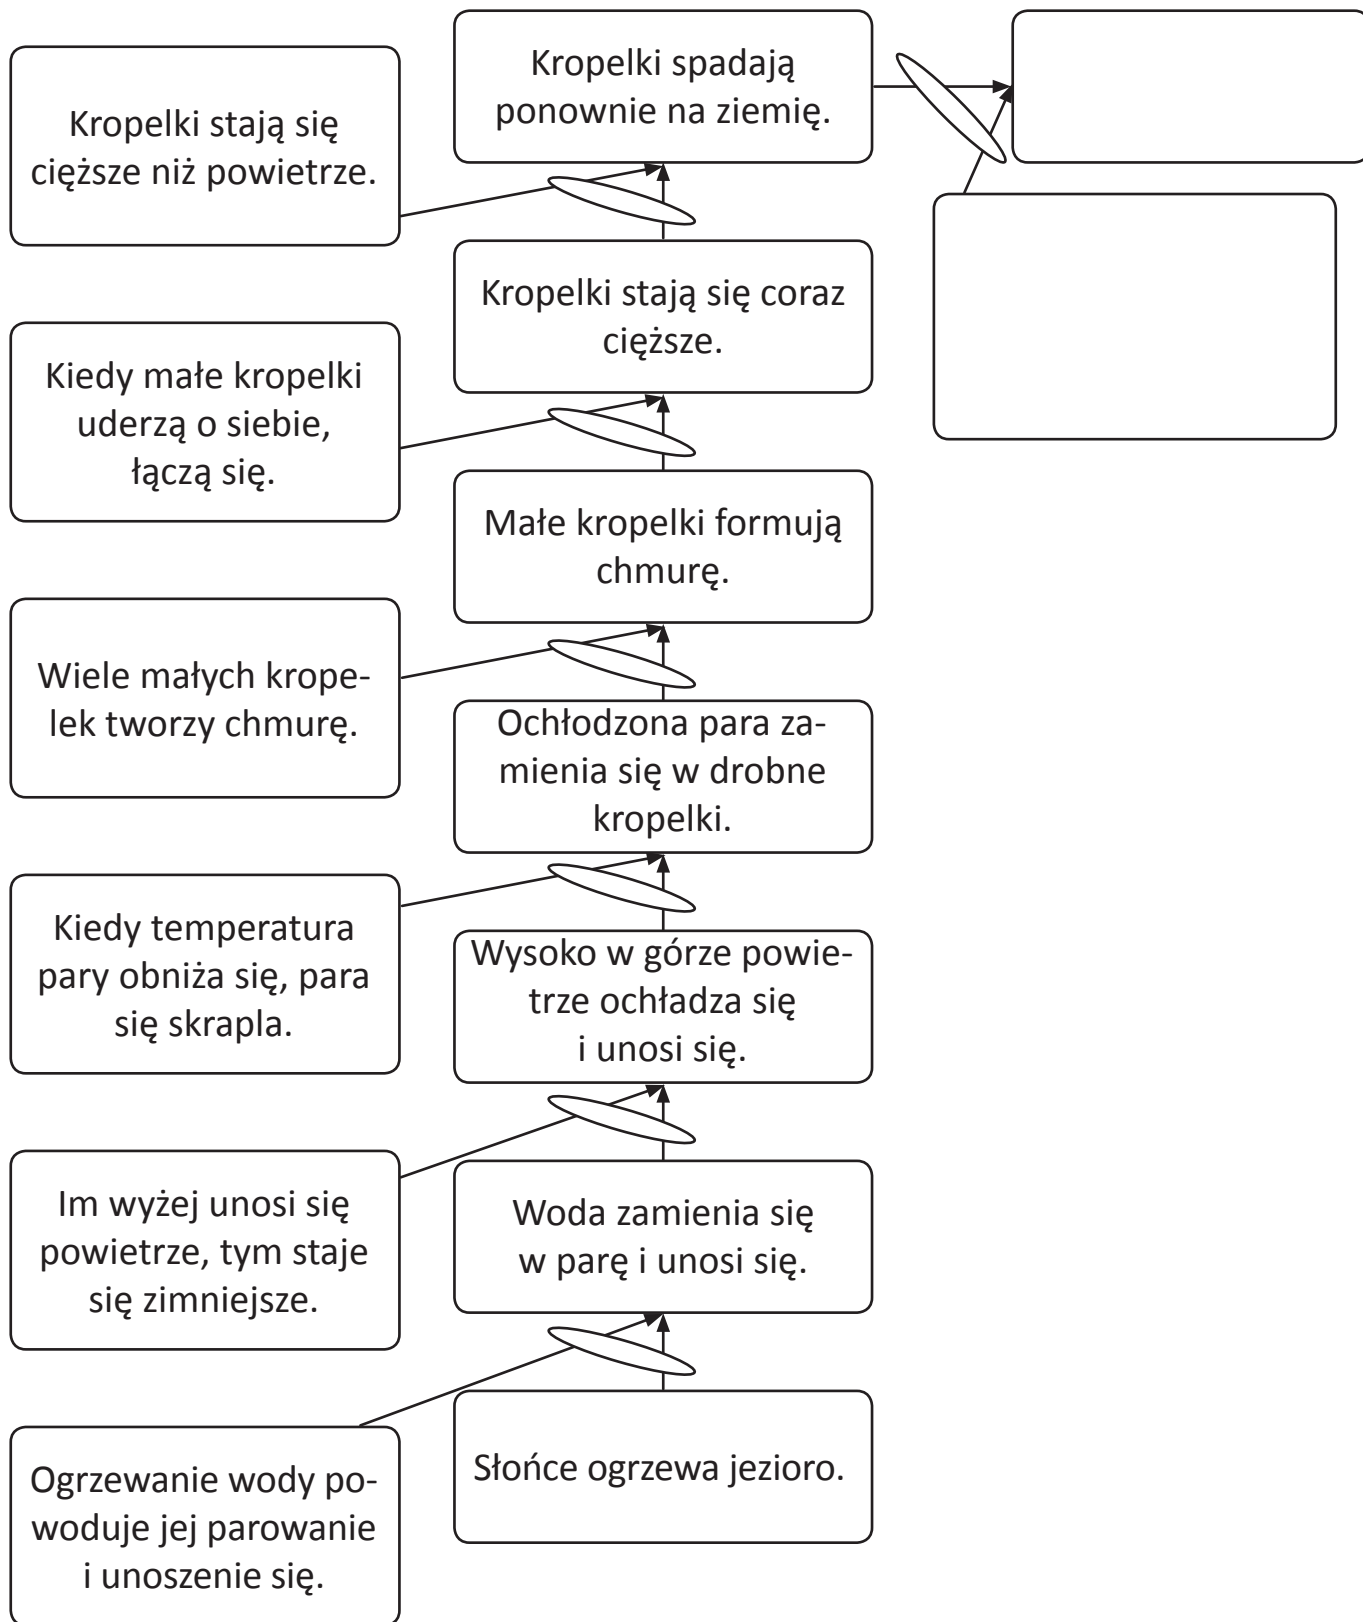 Kropelki spadają
ponownie na ziemię.
Kropelki stają się
cięższe niż powietrze.
Kropelki stają się coraz
cięższe.
Kiedy małe kropelki
uderzą o siebie,
łączą się.
Małe kropelki formują
chmurę.
Wiele małych krope-
lek tworzy chmurę.
Ochłodzona para za-
mienia się w drobne
kropelki.
Kiedy temperatura
pary obniża się, para
się skrapla.
Wysoko w górze powie-
trze ochładza się
i unosi się.
Im wyżej unosi się
powietrze, tym staje
się zimniejsze.
Woda zamienia się
w parę i unosi się.
Słońce ogrzewa jezioro.
Ogrzewanie wody po-
woduje jej parowanie
i unoszenie się.